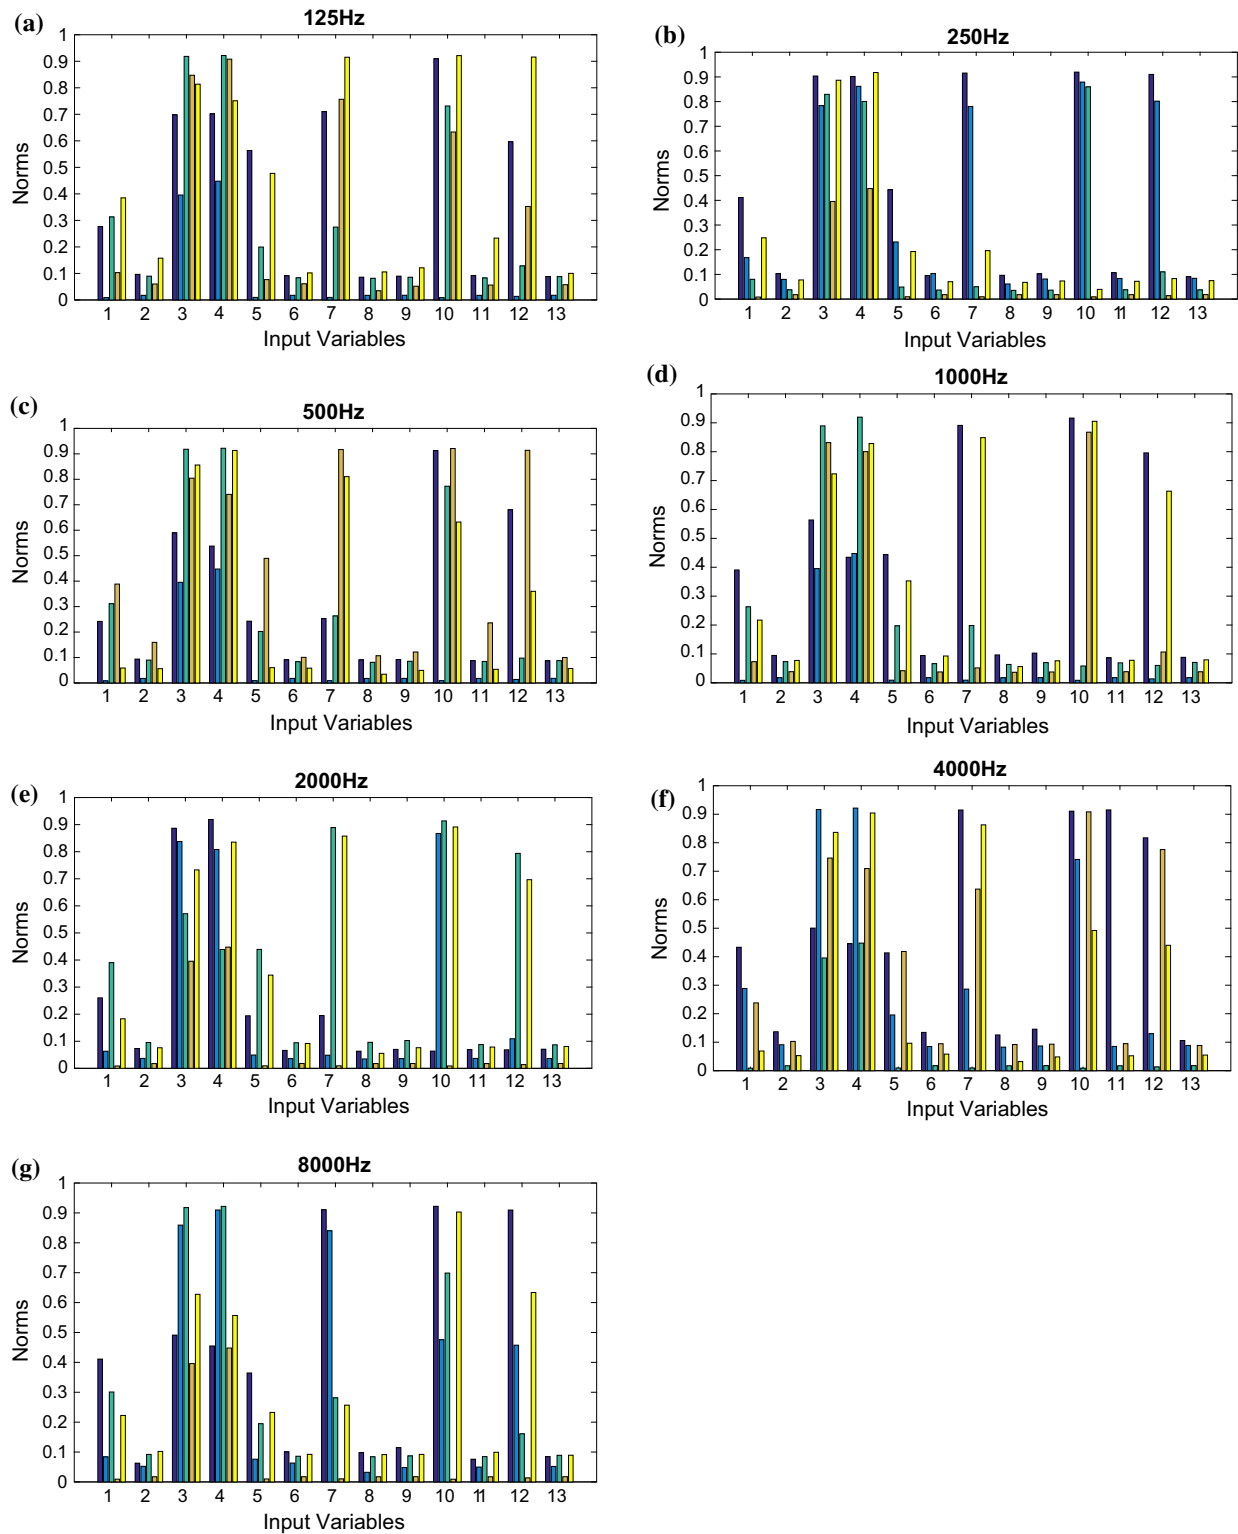 (a)
125Hz
1
0.9
0.8
0.7
0.6
0.5
0.4
0.3
0.2
0.1
0
Norms
1 2 3 4 5 6 7 8 9 10 11 12 13
Input Variables
(b)
250Hz
1
0.9
0.8
0.7
0.6
0.5
0.4
0.3
0.2
0.1
0
Norms
1 2 3 4 5 6 7 8 9 10 11 12 13
Input Variables
(c)
500Hz
1
0.9
0.8
0.7
0.6
0.5
0.4
0.3
0.2
0.1
0
Norms
1 2 3 4 5 6 7 8 9 10 11 12 13
Input Variables
(d)
1000Hz
1
0.9
0.8
0.7
0.6
0.5
0.4
0.3
0.2
0.1
0
Norms
1 2 3 4 5 6 7 8 9 10 11 12 13
Input Variables
(e)
2000Hz
1
0.9
0.8
0.7
0.6
0.5
0.4
0.3
0.2
0.1
0
Norms
1 2 3 4 5 6 7 8 9 10 11 12 13
Input Variables
(f)
4000Hz
1
0.9
0.8
0.7
0.6
0.5
0.4
0.3
0.2
0.1
0
Norms
1 2 3 4 5 6 7 8 9 10 11 12 13
Input Variables
(g)
8000Hz
1
0.9
0.8
0.7
0.6
0.5
0.4
0.3
0.2
0.1
0
Norms
1 2 3 4 5 6 7 8 9 10 11 12 13
Input Variables